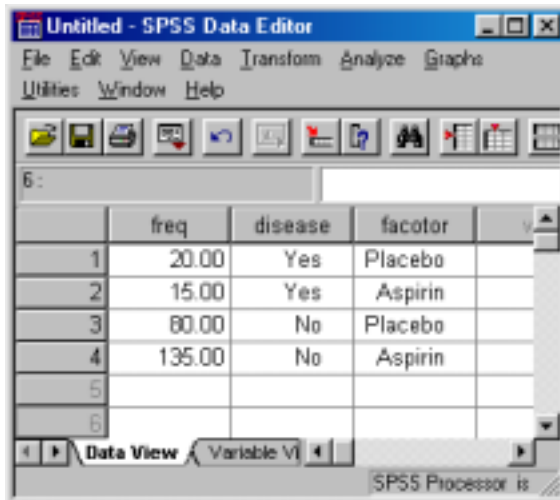 Untitled - SPSS Data Editor
File Edit View Data Transform Analyze Graphs
Utilities Window Help
6 :
freq disease facotor
1 20.00 Yes Placebo
2 15.00 Yes Aspirin
3 80.00 No Placebo
4 135.00 No Aspirin
5
6
Data View Variable Vi
SPSS Processor is